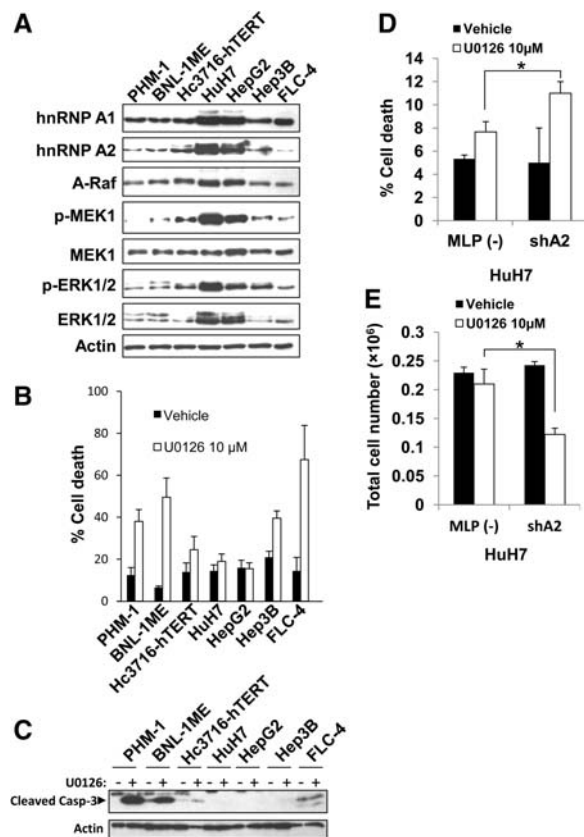 A
PHM-1
BNL-1ME
Hc3716-hTERT
HuH7
HepG2
Hep3B
FLC-4
hnRNP A1
hnRNP A2
A-Raf
p-MEK1
MEK1
p-ERK1/2
ERK1/2
Actin
B
100
80
60
40
20
0
% Cell death
Vehicle
U0126 10 µM
PHM-1
BNL-1ME
Hc3716-hTERT
HuH7
HepG2
Hep3B
FLC-4
C
PHM-1
BNL-1ME
Hc3716-hTERT
HuH7
HepG2
Hep3B
FLC-4
U0126: - + - + - + - + - + - + - +
Cleaved Casp-3
Actin
D
Vehicle
U0126 10µM
14
12
10
8
6
4
2
0
% Cell death
*
MLP (-) shA2
HuH7
E
Vehicle
U0126 10µM
0.3
0.25
0.2
0.15
0.1
0.05
0
Total cell number (×10⁶)
*
MLP (-) shA2
HuH7